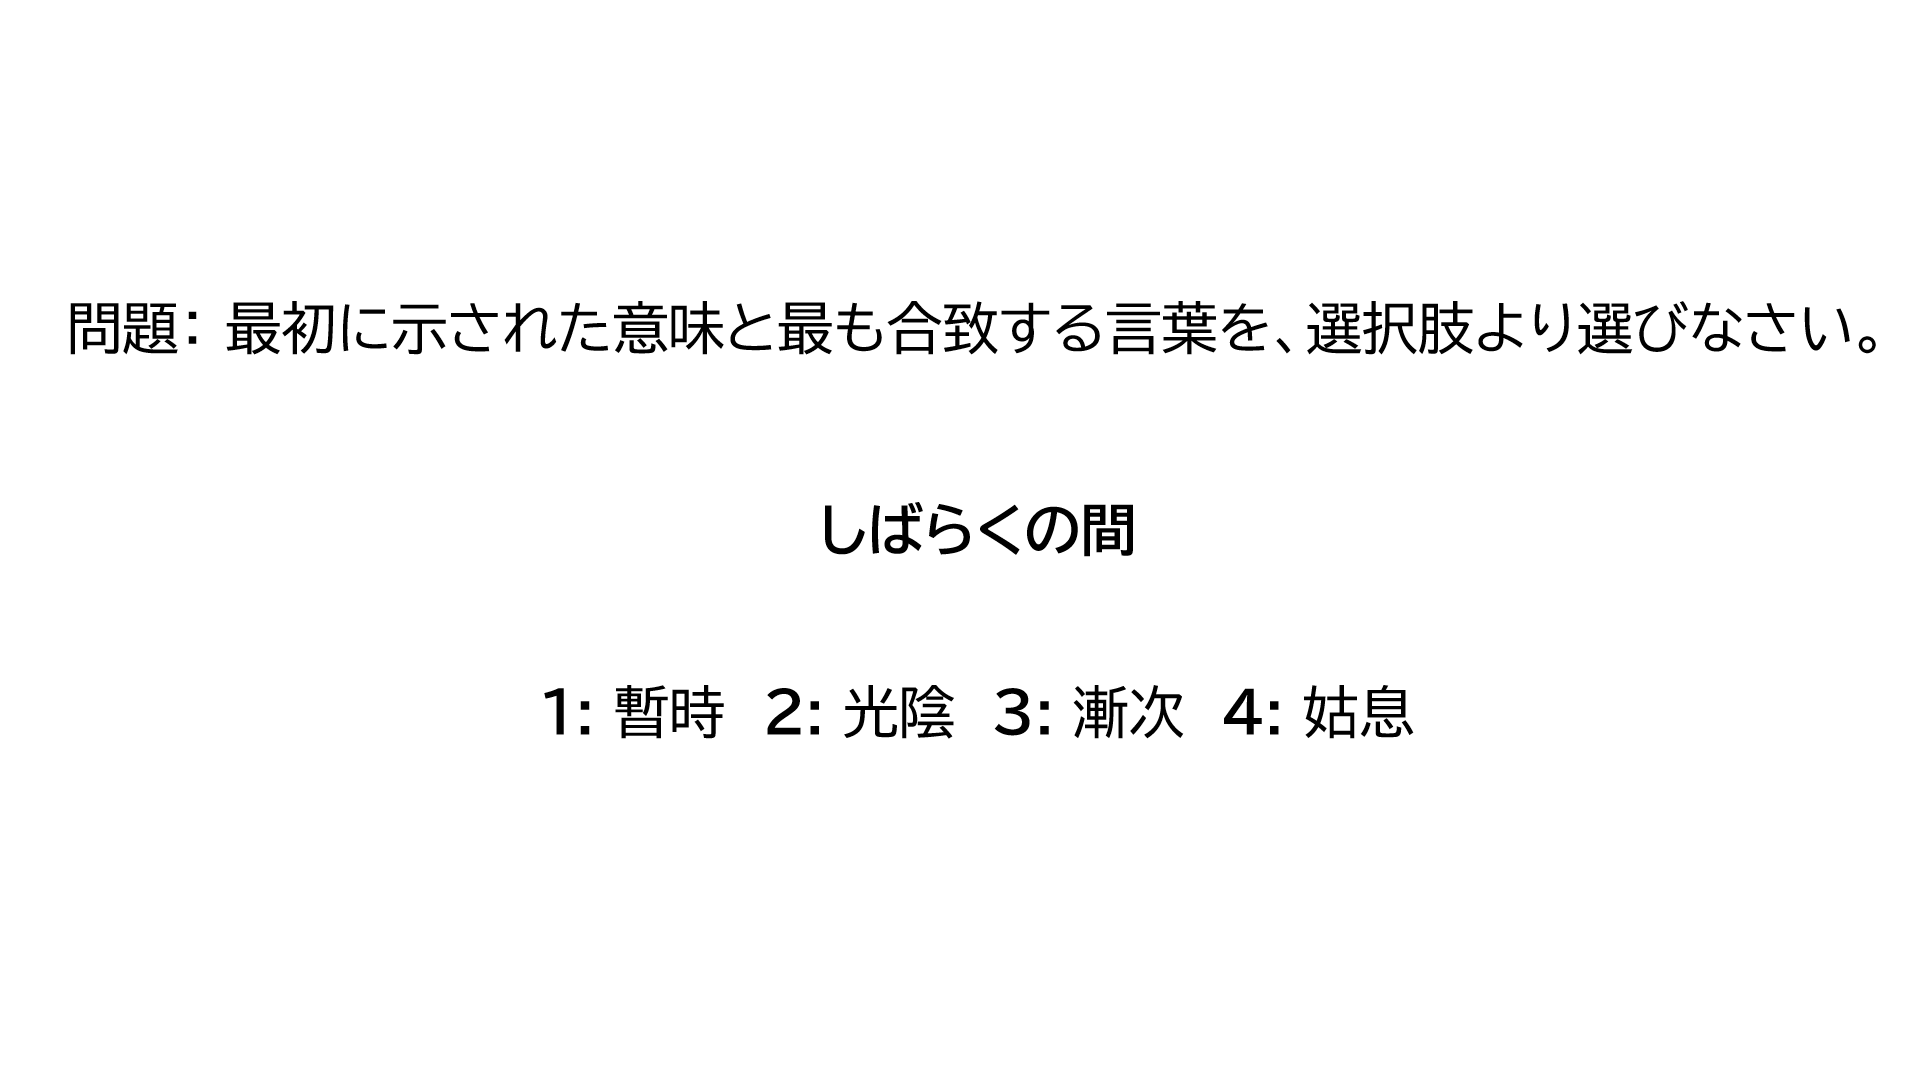 問題： 最初に示された意味と最も合致する言葉を、選択肢より選びなさい。
しばらくの間
1: 暫時 2: 光陰 3: 漸次 4: 姑息